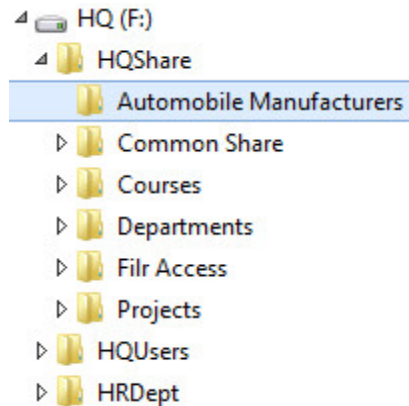 HQ (F:)
HQShare
Automobile Manufacturers
Common Share
Courses
Departments
Filr Access
Projects
HQUsers
HRDept